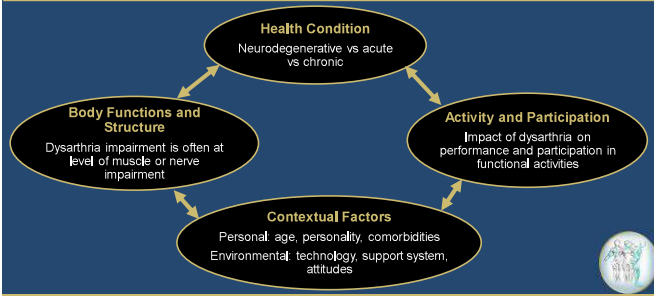 Health Condition
Neurodegenerative vs acute
vs chronic
Body Functions and
Structure
Dysarthria impairment is often at
level of muscle or nerve
impairment
Activity and Participation
Impact of dysarthria on
performance and participation in
functional activities
Contextual Factors
Personal: age, personality, comorbidities
Environmental: technology, support system,
attitudes